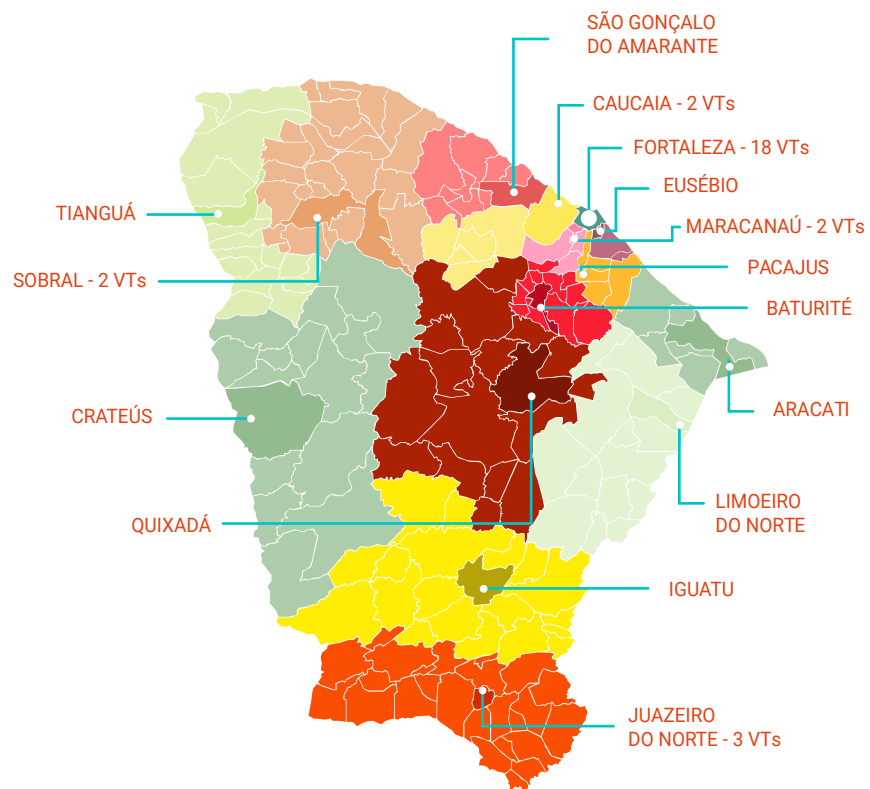 SÃO GONÇALO
DO AMARANTE
CAUCAIA - 2 VTs
FORTALEZA - 18 VTs
EUSÉBIO
TIANGUÁ
MARACANAÚ - 2 VTs
PACAJUS
SOBRAL - 2 VTs
BATURITÉ
CRATEÚS
ARACATI
LIMOEIRO
DO NORTE
QUIXADÁ
IGUATU
JUAZEIRO
DO NORTE - 3 VTs